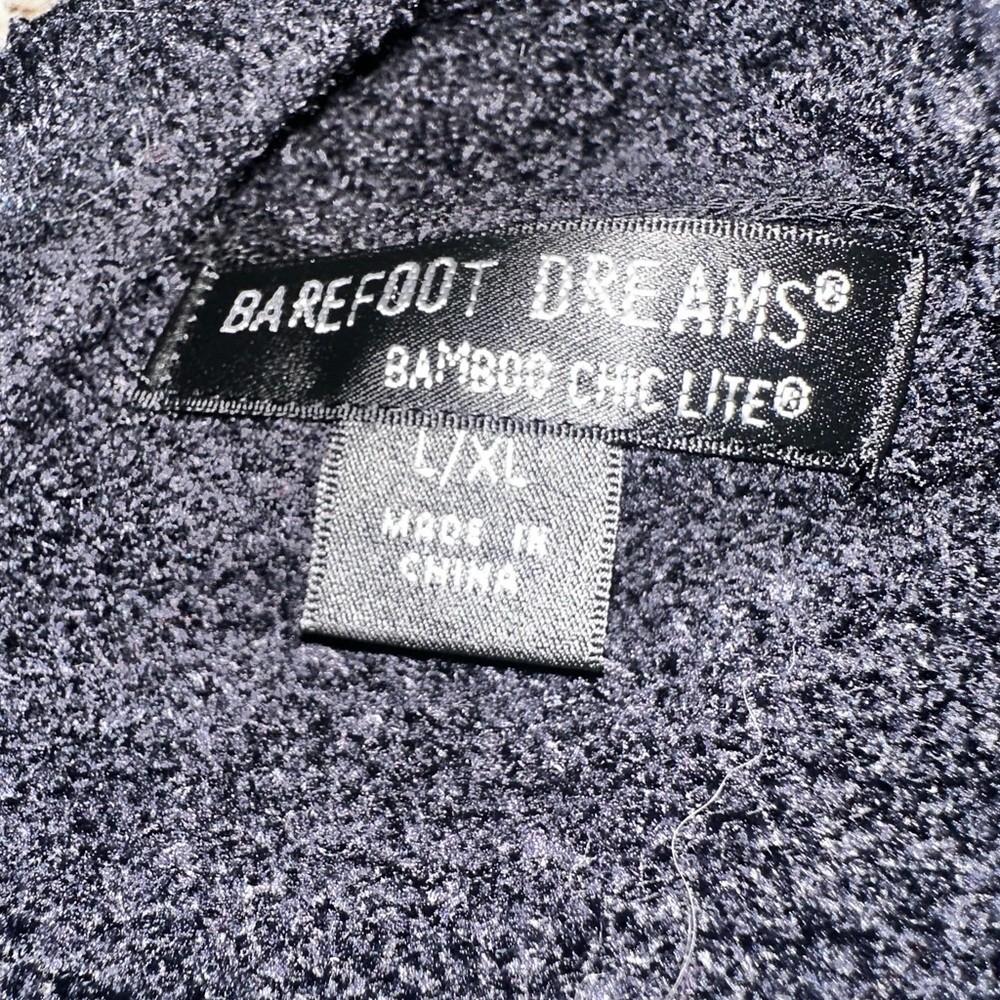 BAREFOOT DREAMS®
BAMBOO CHIC LITE®
L/XL
MADE IN
CHINA